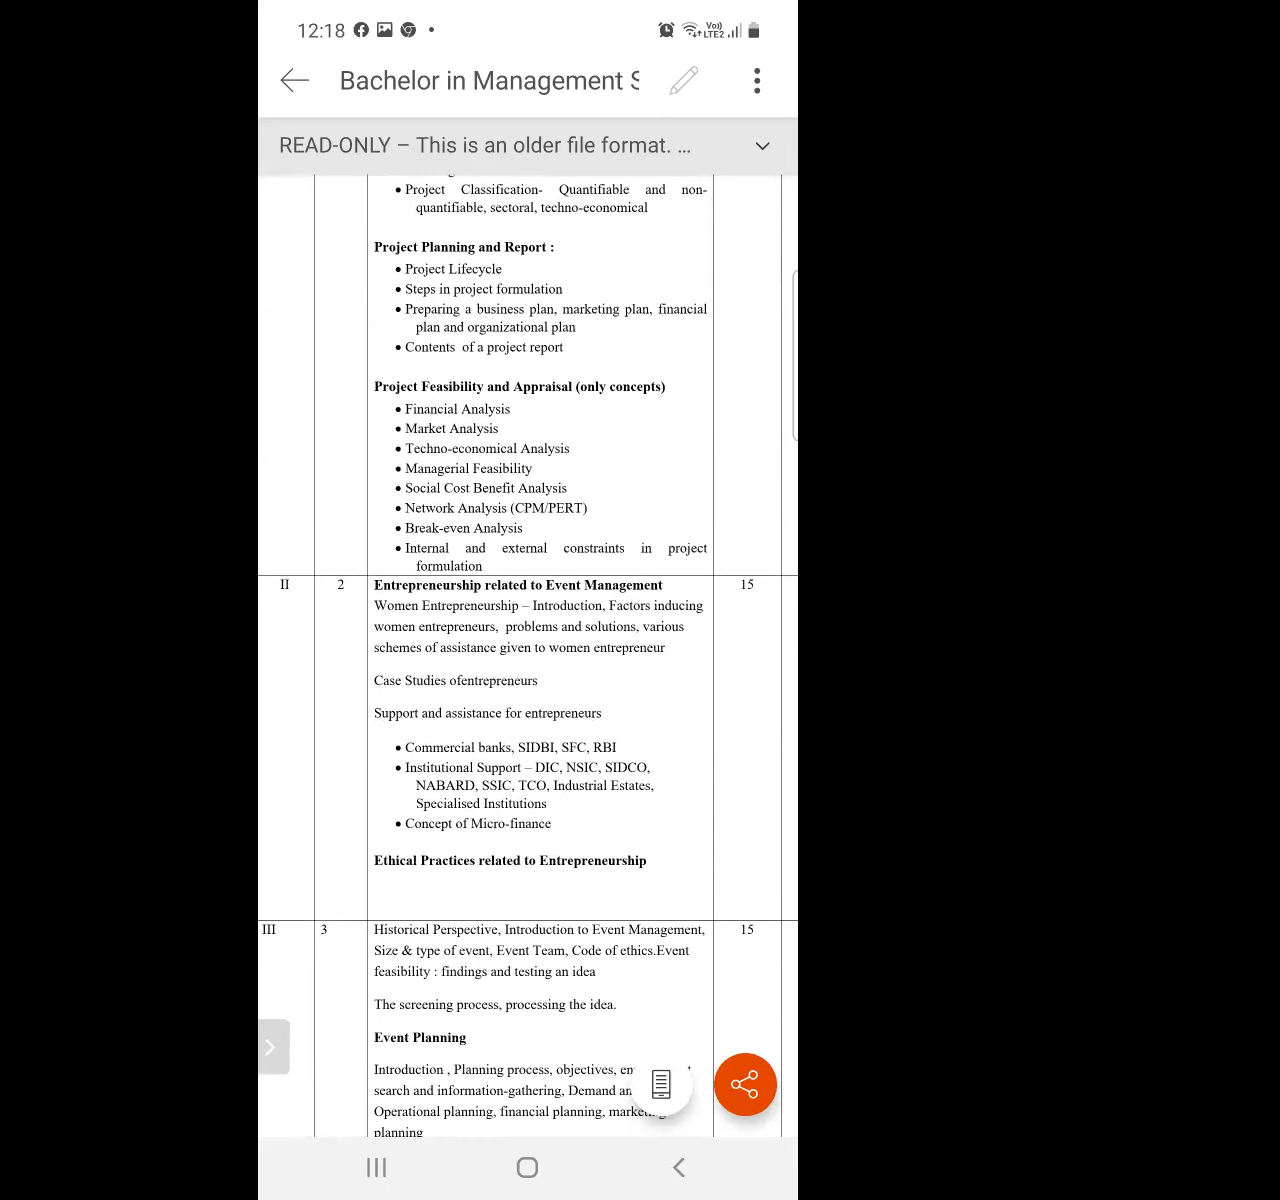 12:18
Vo))
LTE2
Bachelor in Management S
READ-ONLY – This is an older file format. ...
• Project Classification- Quantifiable and non-
quantifiable, sectoral, techno-economical
Project Planning and Report :
• Project Lifecycle
• Steps in project formulation
• Preparing a business plan, marketing plan, financial
plan and organizational plan
• Contents of a project report
Project Feasibility and Appraisal (only concepts)
• Financial Analysis
• Market Analysis
• Techno-economical Analysis
• Managerial Feasibility
• Social Cost Benefit Analysis
• Network Analysis (CPM/PERT)
• Break-even Analysis
• Internal and external constraints in project
formulation
II 2 Entrepreneurship related to Event Management 15
Women Entrepreneurship – Introduction, Factors inducing
women entrepreneurs, problems and solutions, various
schemes of assistance given to women entrepreneur
Case Studies ofentrepreneurs
Support and assistance for entrepreneurs
• Commercial banks, SIDBI, SFC, RBI
• Institutional Support – DIC, NSIC, SIDCO,
NABARD, SSIC, TCO, Industrial Estates,
Specialised Institutions
• Concept of Micro-finance
Ethical Practices related to Entrepreneurship
III 3 Historical Perspective, Introduction to Event Management, 15
Size & type of event, Event Team, Code of ethics.Event
feasibility : findings and testing an idea
The screening process, processing the idea.
Event Planning
Introduction , Planning process, objectives,
search and information-gathering, Demand
Operational planning, financial planning,
planning